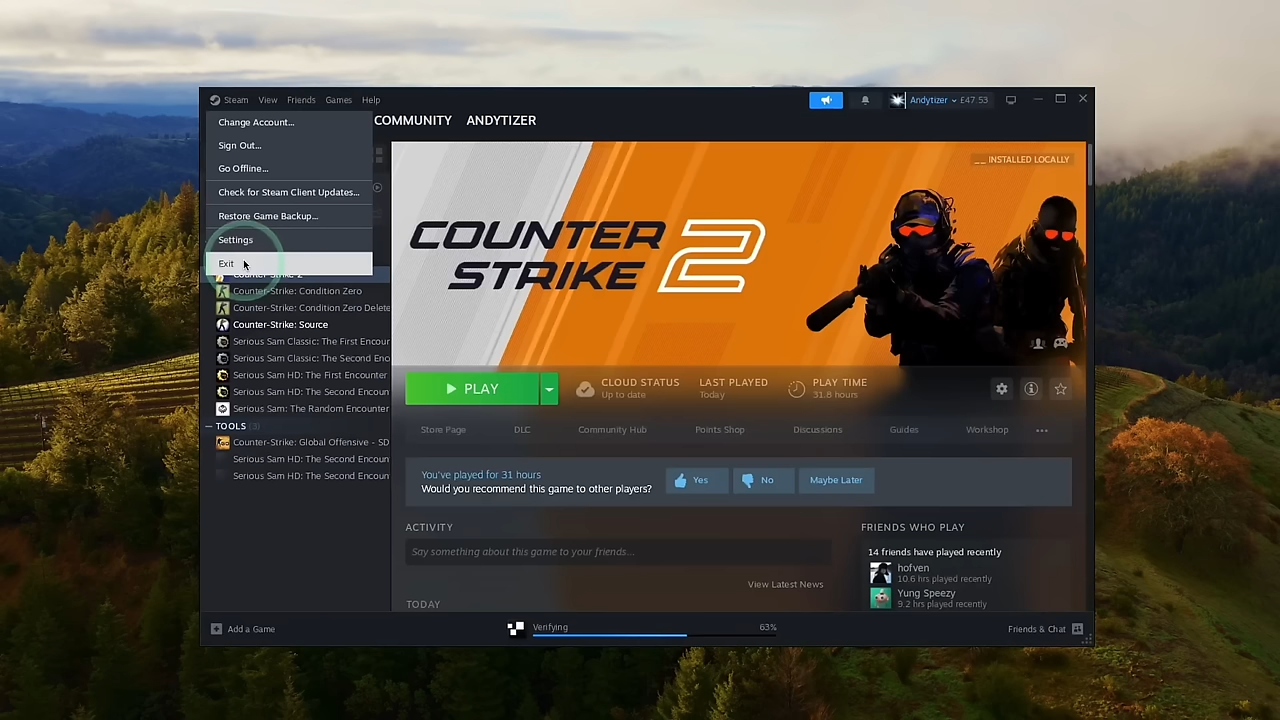 Steam View Friends Games Help
Andytizer £47.53
COMMUNITY ANDYTIZER
Change Account...
Sign Out...
Go Offline...
Check for Steam Client Updates...
Restore Game Backup...
Settings
Exit
Counter-Strike 2
Counter-Strike: Condition Zero
Counter-Strike: Condition Zero Delete
Counter-Strike: Source
Serious Sam Classic: The First Encour
Serious Sam Classic: The Second Enc
Serious Sam HD: The First Encounter
Serious Sam HD: The Second Encoun
Serious Sam: The Random Encounter
— TOOLS (3)
Counter-Strike: Global Offensive - SD
Serious Sam HD: The Second Encoun
Serious Sam HD: The Second Encoun
INSTALLED LOCALLY
COUNTER
STRIKE 2
PLAY
CLOUD STATUS
Up to date
LAST PLAYED
Today
PLAY TIME
31.8 hours
Store Page DLC Community Hub Points Shop Discussions Guides Workshop ...
You've played for 31 hours
Would you recommend this game to other players?
Yes No Maybe Later
ACTIVITY
Say something about this game to your friends...
View Latest News
TODAY
FRIENDS WHO PLAY
14 friends have played recently
hofven
10.6 hrs played recently
Yung Speezy
9.2 hrs played recently
Add a Game
Verifying 63%
Friends & Chat